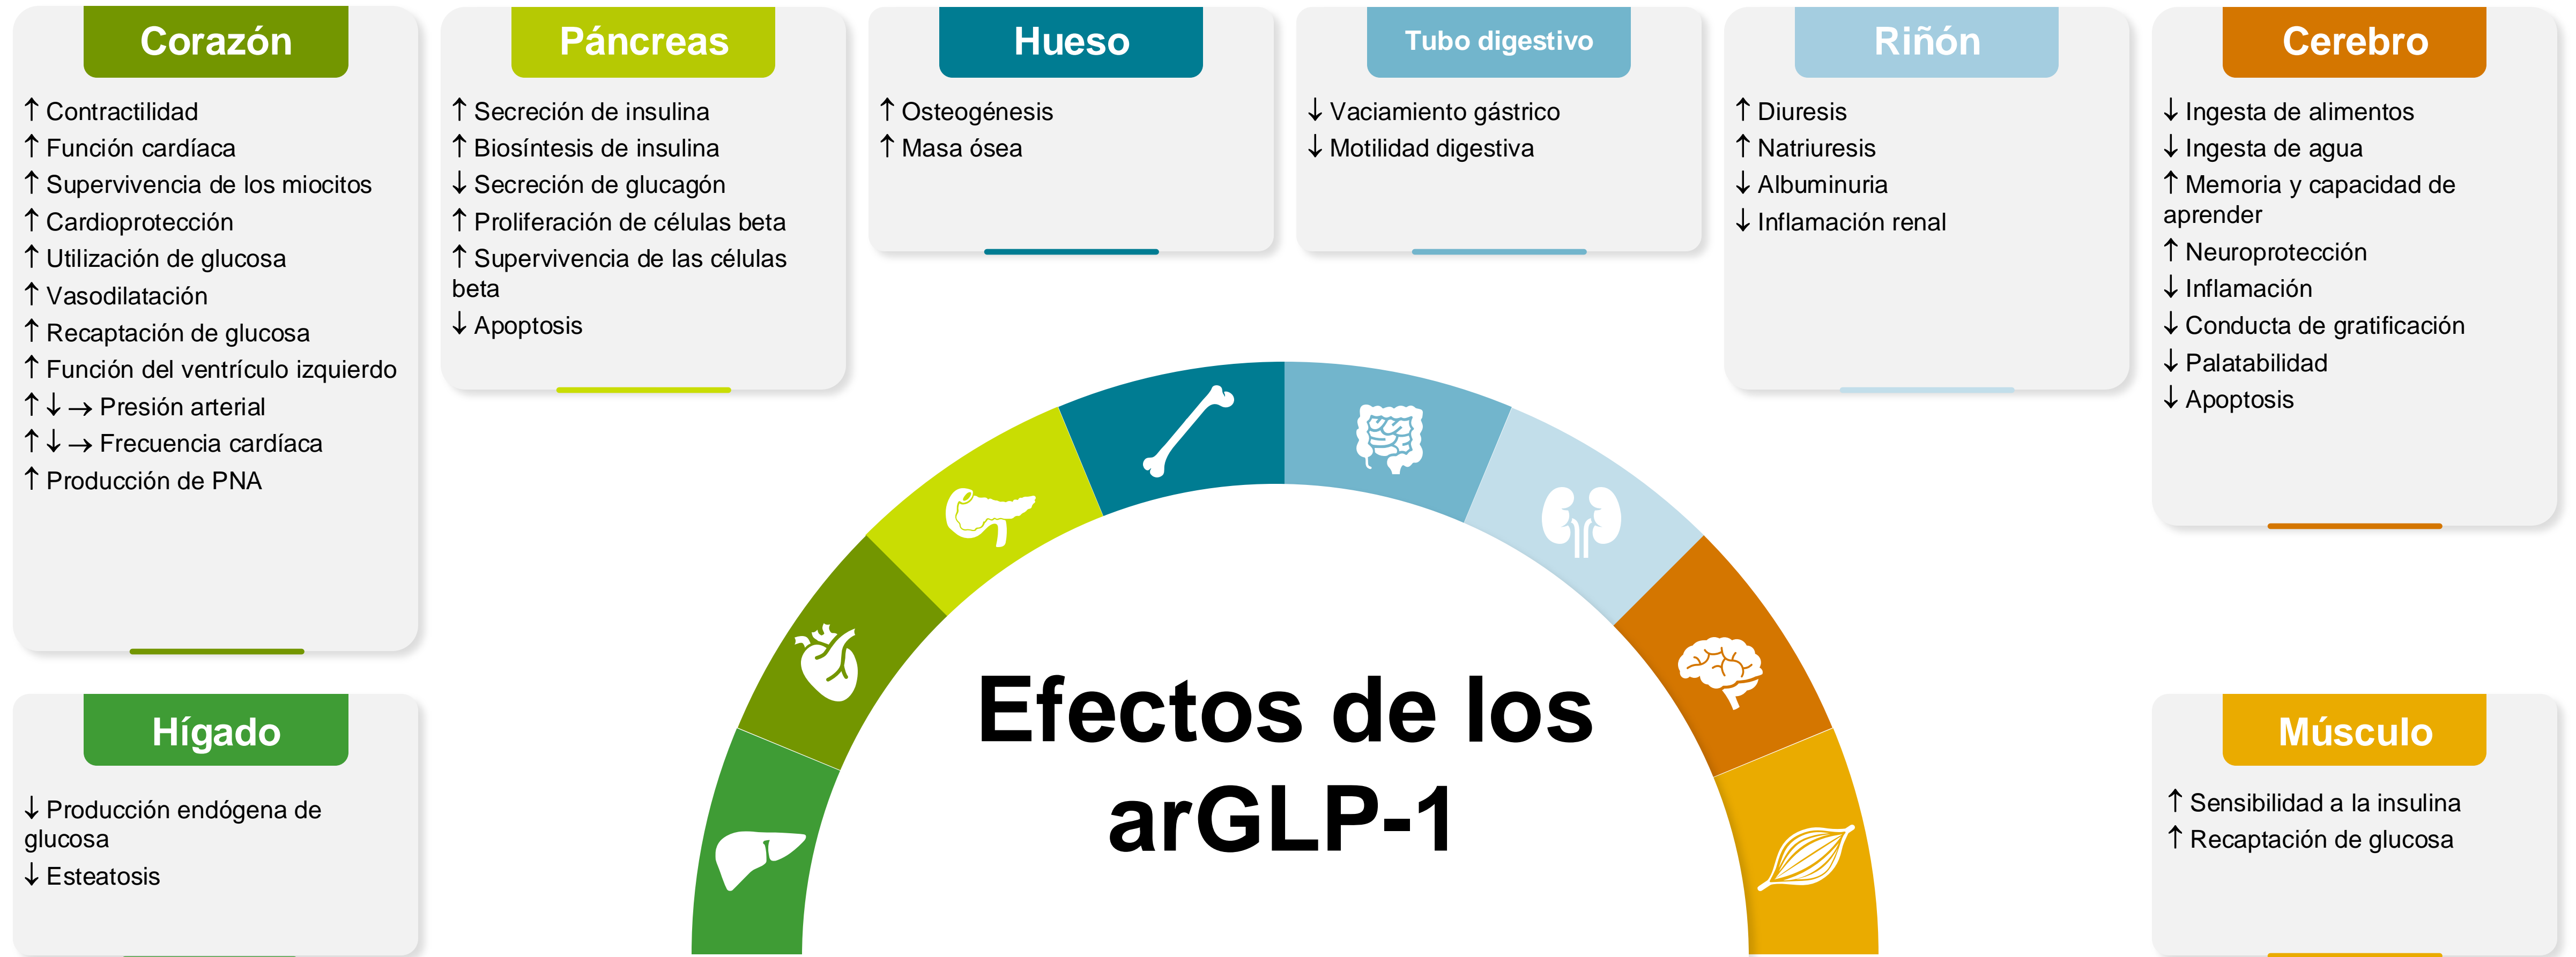 Corazón
↑ Contractilidad
↑ Función cardíaca
↑ Supervivencia de los miocitos
↑ Cardioprotección
↑ Utilización de glucosa
↑ Vasodilatación
↑ Recaptación de glucosa
↑ Función del ventrículo izquierdo
↑ ↓ → Presión arterial
↑ ↓ → Frecuencia cardíaca
↑ Producción de PNA
Páncreas
↑ Secreción de insulina
↑ Biosíntesis de insulina
↓ Secreción de glucagón
↑ Proliferación de células beta
↑ Supervivencia de las células
beta
↓ Apoptosis
Hueso
↑ Osteogénesis
↑ Masa ósea
Tubo digestivo
↓ Vaciamiento gástrico
↓ Motilidad digestiva
Riñón
↑ Diuresis
↑ Natriuresis
↓ Albuminuria
↓ Inflamación renal
Cerebro
↓ Ingesta de alimentos
↓ Ingesta de agua
↑ Memoria y capacidad de
aprender
↑ Neuroprotección
↓ Inflamación
↓ Conducta de gratificación
↓ Palatabilidad
↓ Apoptosis
Hígado
↓ Producción endógena de
glucosa
↓ Esteatosis
Efectos de los
arGLP-1
Músculo
↑ Sensibilidad a la insulina
↑ Recaptación de glucosa